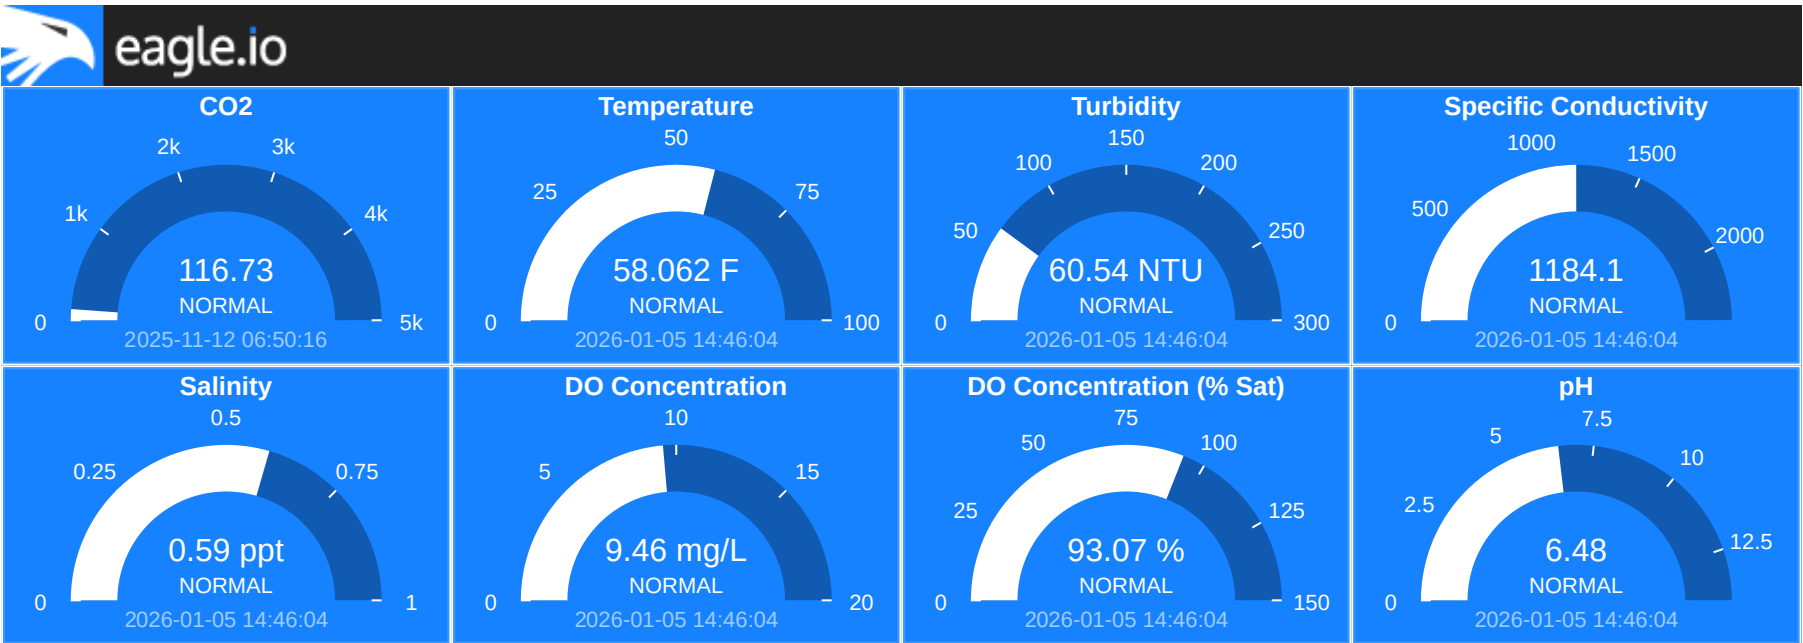 eagle.io
CO2
0
1k
2k
3k
4k
5k
116.73
NORMAL
2025-11-12 06:50:16
Temperature
0
25
50
75
100
58.062 F
NORMAL
2026-01-05 14:46:04
Turbidity
0
50
100
150
200
250
300
60.54 NTU
NORMAL
2026-01-05 14:46:04
Specific Conductivity
0
500
1000
1500
2000
1184.1
NORMAL
2026-01-05 14:46:04
Salinity
0
0.25
0.5
0.75
1
0.59 ppt
NORMAL
2026-01-05 14:46:04
DO Concentration
0
5
10
15
20
9.46 mg/L
NORMAL
2026-01-05 14:46:04
DO Concentration (% Sat)
0
25
50
75
100
125
150
93.07 %
NORMAL
2026-01-05 14:46:04
pH
0
2.5
5
7.5
10
12.5
6.48
NORMAL
2026-01-05 14:46:04